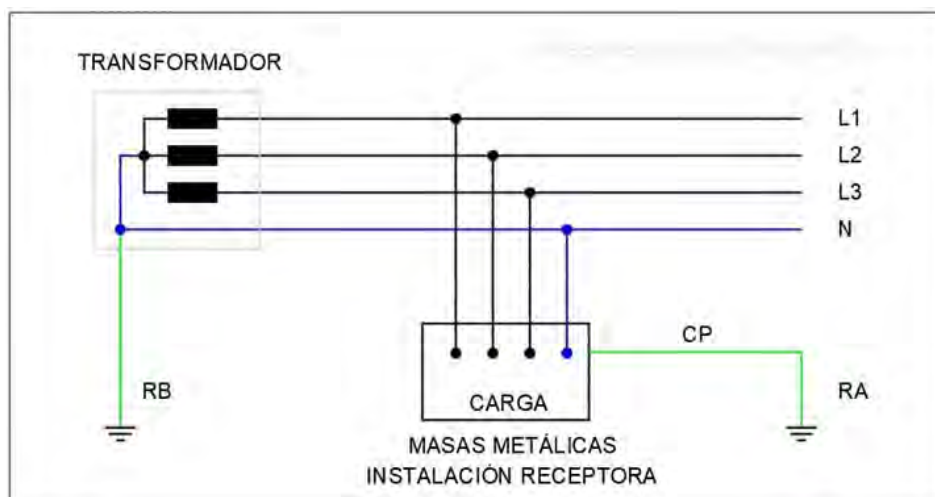 TRANSFORMADOR
L1
L2
L3
N
CP
RB
CARGA
RA
MASAS METÁLICAS
INSTALACIÓN RECEPTORA